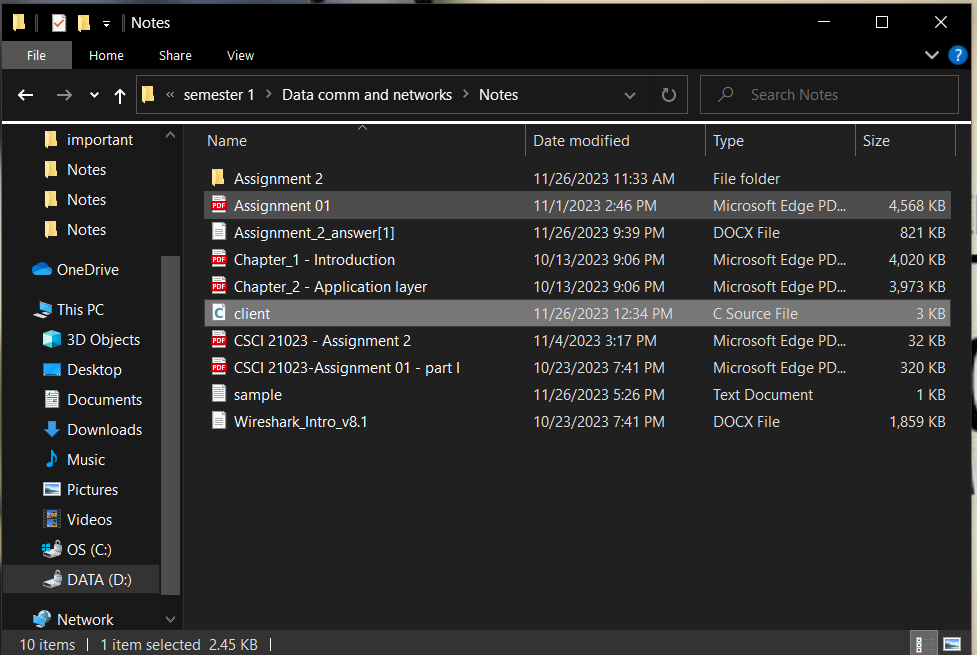 Notes
File Home Share View
?
« semester 1 > Data comm and networks > Notes Search Notes
important
Notes
Notes
Notes
OneDrive
This PC
3D Objects
Desktop
Documents
Downloads
Music
Pictures
Videos
OS (C:)
DATA (D:)
Network
Name Date modified Type Size
Assignment 2 11/26/2023 11:33 AM File folder
PDF Assignment 01 11/1/2023 2:46 PM Microsoft Edge PD... 4,568 KB
Assignment_2_answer[1] 11/26/2023 9:39 PM DOCX File 821 KB
PDF Chapter_1 - Introduction 10/13/2023 9:06 PM Microsoft Edge PD... 4,020 KB
PDF Chapter_2 - Application layer 10/13/2023 9:06 PM Microsoft Edge PD... 3,973 KB
C client 11/26/2023 12:34 PM C Source File 3 KB
PDF CSCI 21023 - Assignment 2 11/4/2023 3:17 PM Microsoft Edge PD... 32 KB
PDF CSCI 21023-Assignment 01 - part I 10/23/2023 7:41 PM Microsoft Edge PD... 320 KB
sample 11/26/2023 5:26 PM Text Document 1 KB
Wireshark_Intro_v8.1 10/23/2023 7:41 PM DOCX File 1,859 KB
10 items | 1 item selected 2.45 KB |